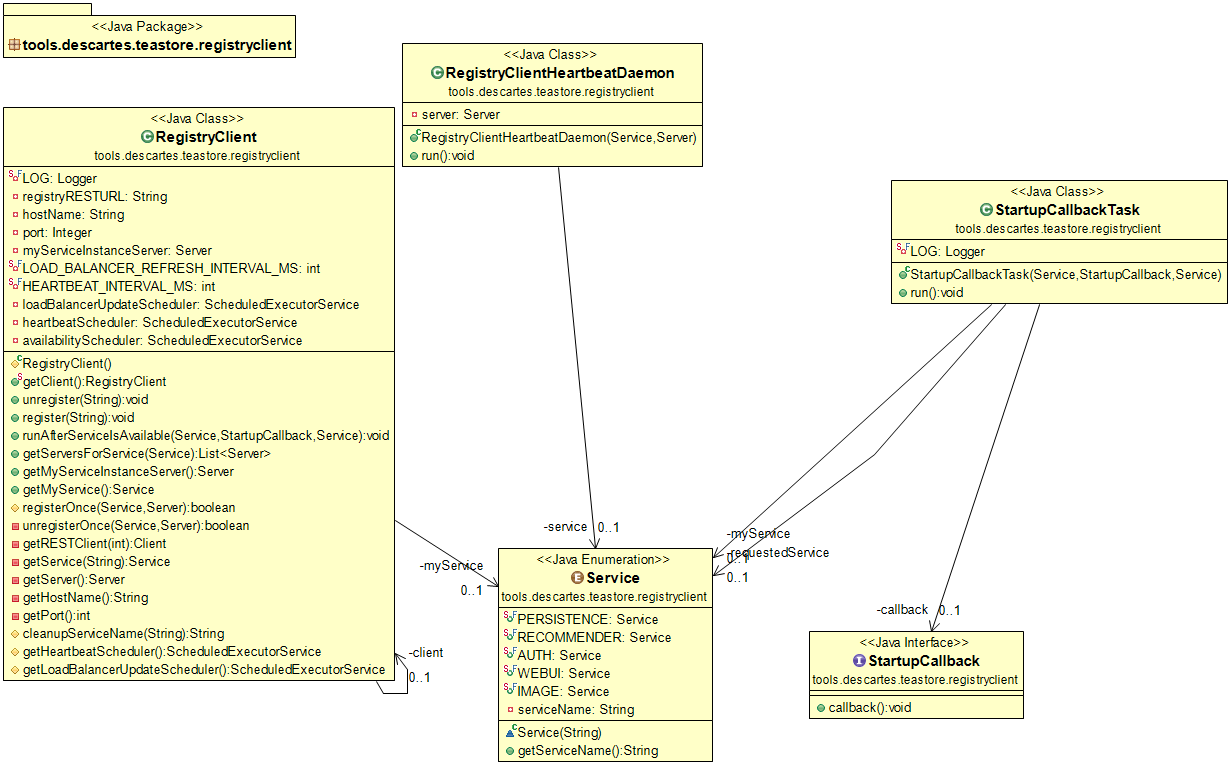 <<Java Package>>
tools.descartes.teastore.registryclient
<<Java Class>>
RegistryClient
tools.descartes.teastore.registryclient
LOG: Logger
registryRESTURL: String
hostName: String
port: Integer
myServiceInstanceServer: Server
LOAD_BALANCER_REFRESH_INTERVAL_MS: int
HEARTBEAT_INTERVAL_MS: int
loadBalancerUpdateScheduler: ScheduledExecutorService
heartbeatScheduler: ScheduledExecutorService
availabilityScheduler: ScheduledExecutorService
RegistryClient()
getClient():RegistryClient
unregister(String):void
register(String):void
runAfterServiceIsAvailable(Service,StartupCallback,Service):void
getServersForService(Service):List<Server>
getMyServiceInstanceServer():Server
getMyService():Service
registerOnce(Service,Server):boolean
unregisterOnce(Service,Server):boolean
getRESTClient(int):Client
getService(String):Service
getServer():Server
getHostName():String
getPort():int
cleanupServiceName(String):String
getHeartbeatScheduler():ScheduledExecutorService
getLoadBalancerUpdateScheduler():ScheduledExecutorService
-client
0..1
-myService
0..1
<<Java Class>>
RegistryClientHeartbeatDaemon
tools.descartes.teastore.registryclient
server: Server
RegistryClientHeartbeatDaemon(Service,Server)
run():void
-service 0..1
<<Java Enumeration>>
Service
tools.descartes.teastore.registryclient
PERSISTENCE: Service
RECOMMENDER: Service
AUTH: Service
WEBUI: Service
IMAGE: Service
serviceName: String
Service(String)
getServiceName():String
<<Java Class>>
StartupCallbackTask
tools.descartes.teastore.registryclient
LOG: Logger
StartupCallbackTask(Service,StartupCallback,Service)
run():void
-myService
0..1
-requestedService
0..1
-callback 0..1
<<Java Interface>>
StartupCallback
tools.descartes.teastore.registryclient
callback():void